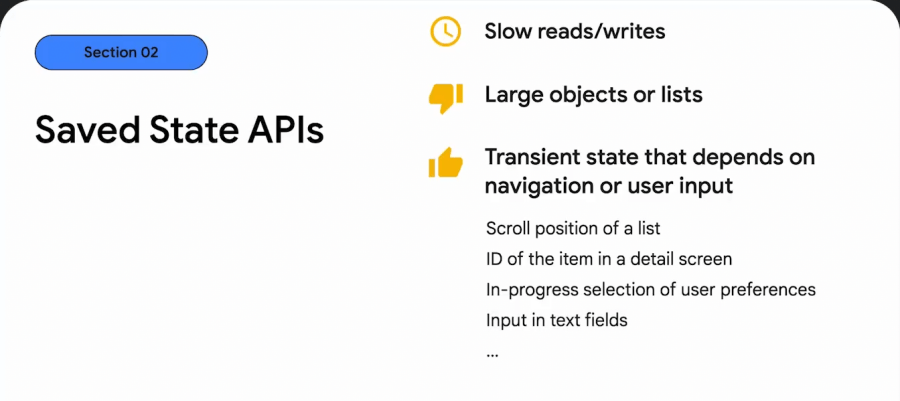 Section 02
Saved State APIs
Slow reads/writes
Large objects or lists
Transient state that depends on
navigation or user input
Scroll position of a list
ID of the item in a detail screen
In-progress selection of user preferences
Input in text fields
...